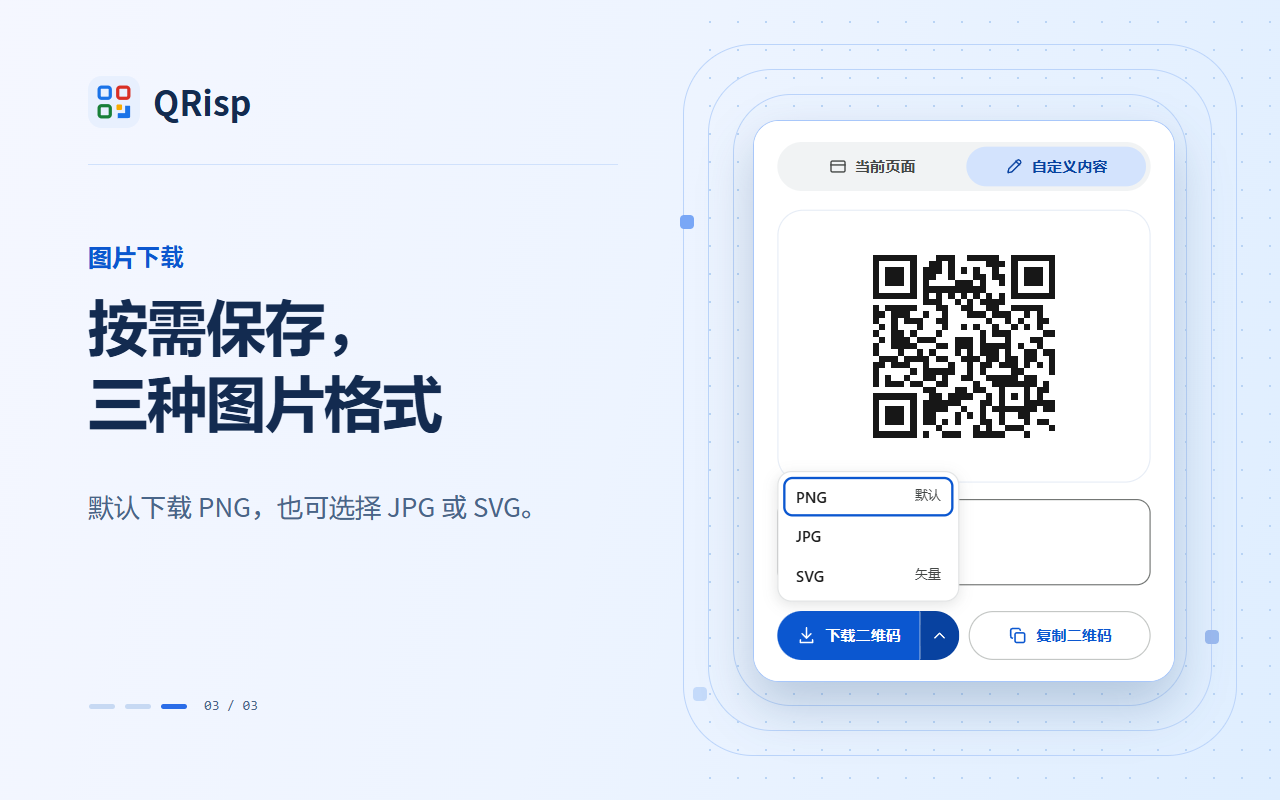 QRisp
图片下载
按需保存，
三种图片格式
默认下载 PNG，也可选择 JPG 或 SVG。
03 / 03
当前页面
自定义内容
PNG 默认
JPG
SVG 矢量
下载二维码
复制二维码